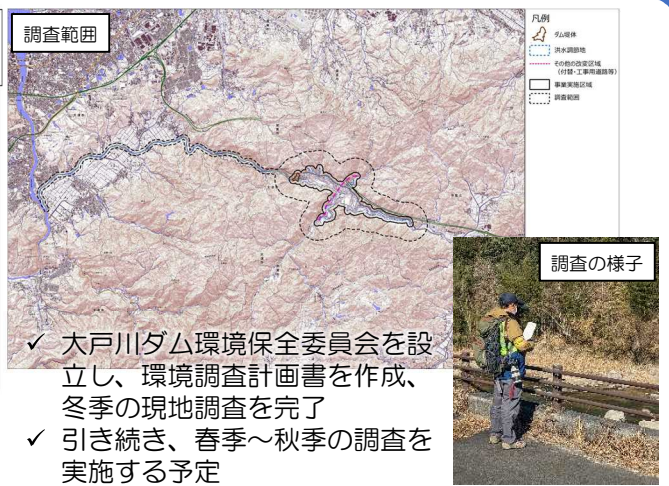 調査範囲
凡例
ダム堤体
洪水調節地
その他の改変区域
(付替・工事用道路等)
事業実施区域
調査範囲
調査の様子
✓ 大戸川ダム環境保全委員会を設
立し、環境調査計画書を作成、
冬季の現地調査を完了
✓ 引き続き、春季~秋季の調査を
実施する予定